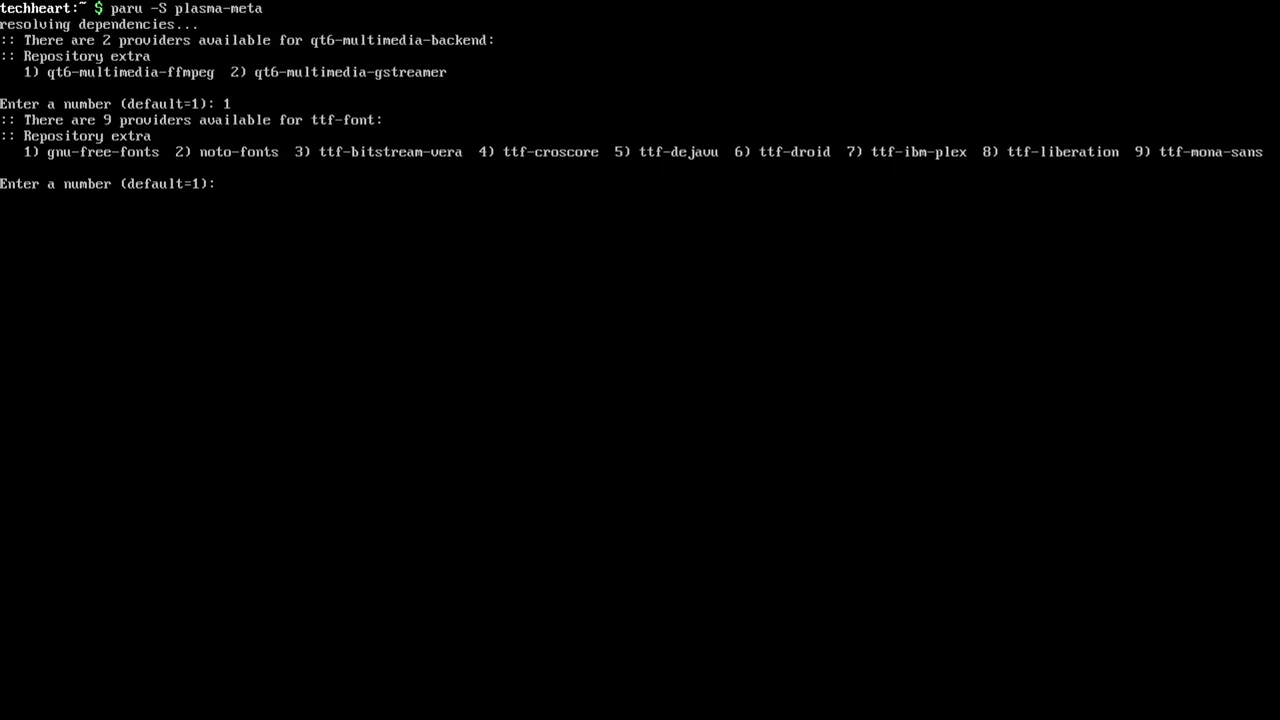 techheart:~ $ paru -S plasma-meta
resolving dependencies...
:: There are 2 providers available for qt6-multimedia-backend:
:: Repository extra
   1) qt6-multimedia-ffmpeg  2) qt6-multimedia-gstreamer

Enter a number (default=1): 1
:: There are 9 providers available for ttf-font:
:: Repository extra
   1) gnu-free-fonts  2) noto-fonts  3) ttf-bitstream-vera  4) ttf-croscore  5) ttf-dejavu  6) ttf-droid  7) ttf-ibm-plex  8) ttf-liberation  9) ttf-mona-sans

Enter a number (default=1):